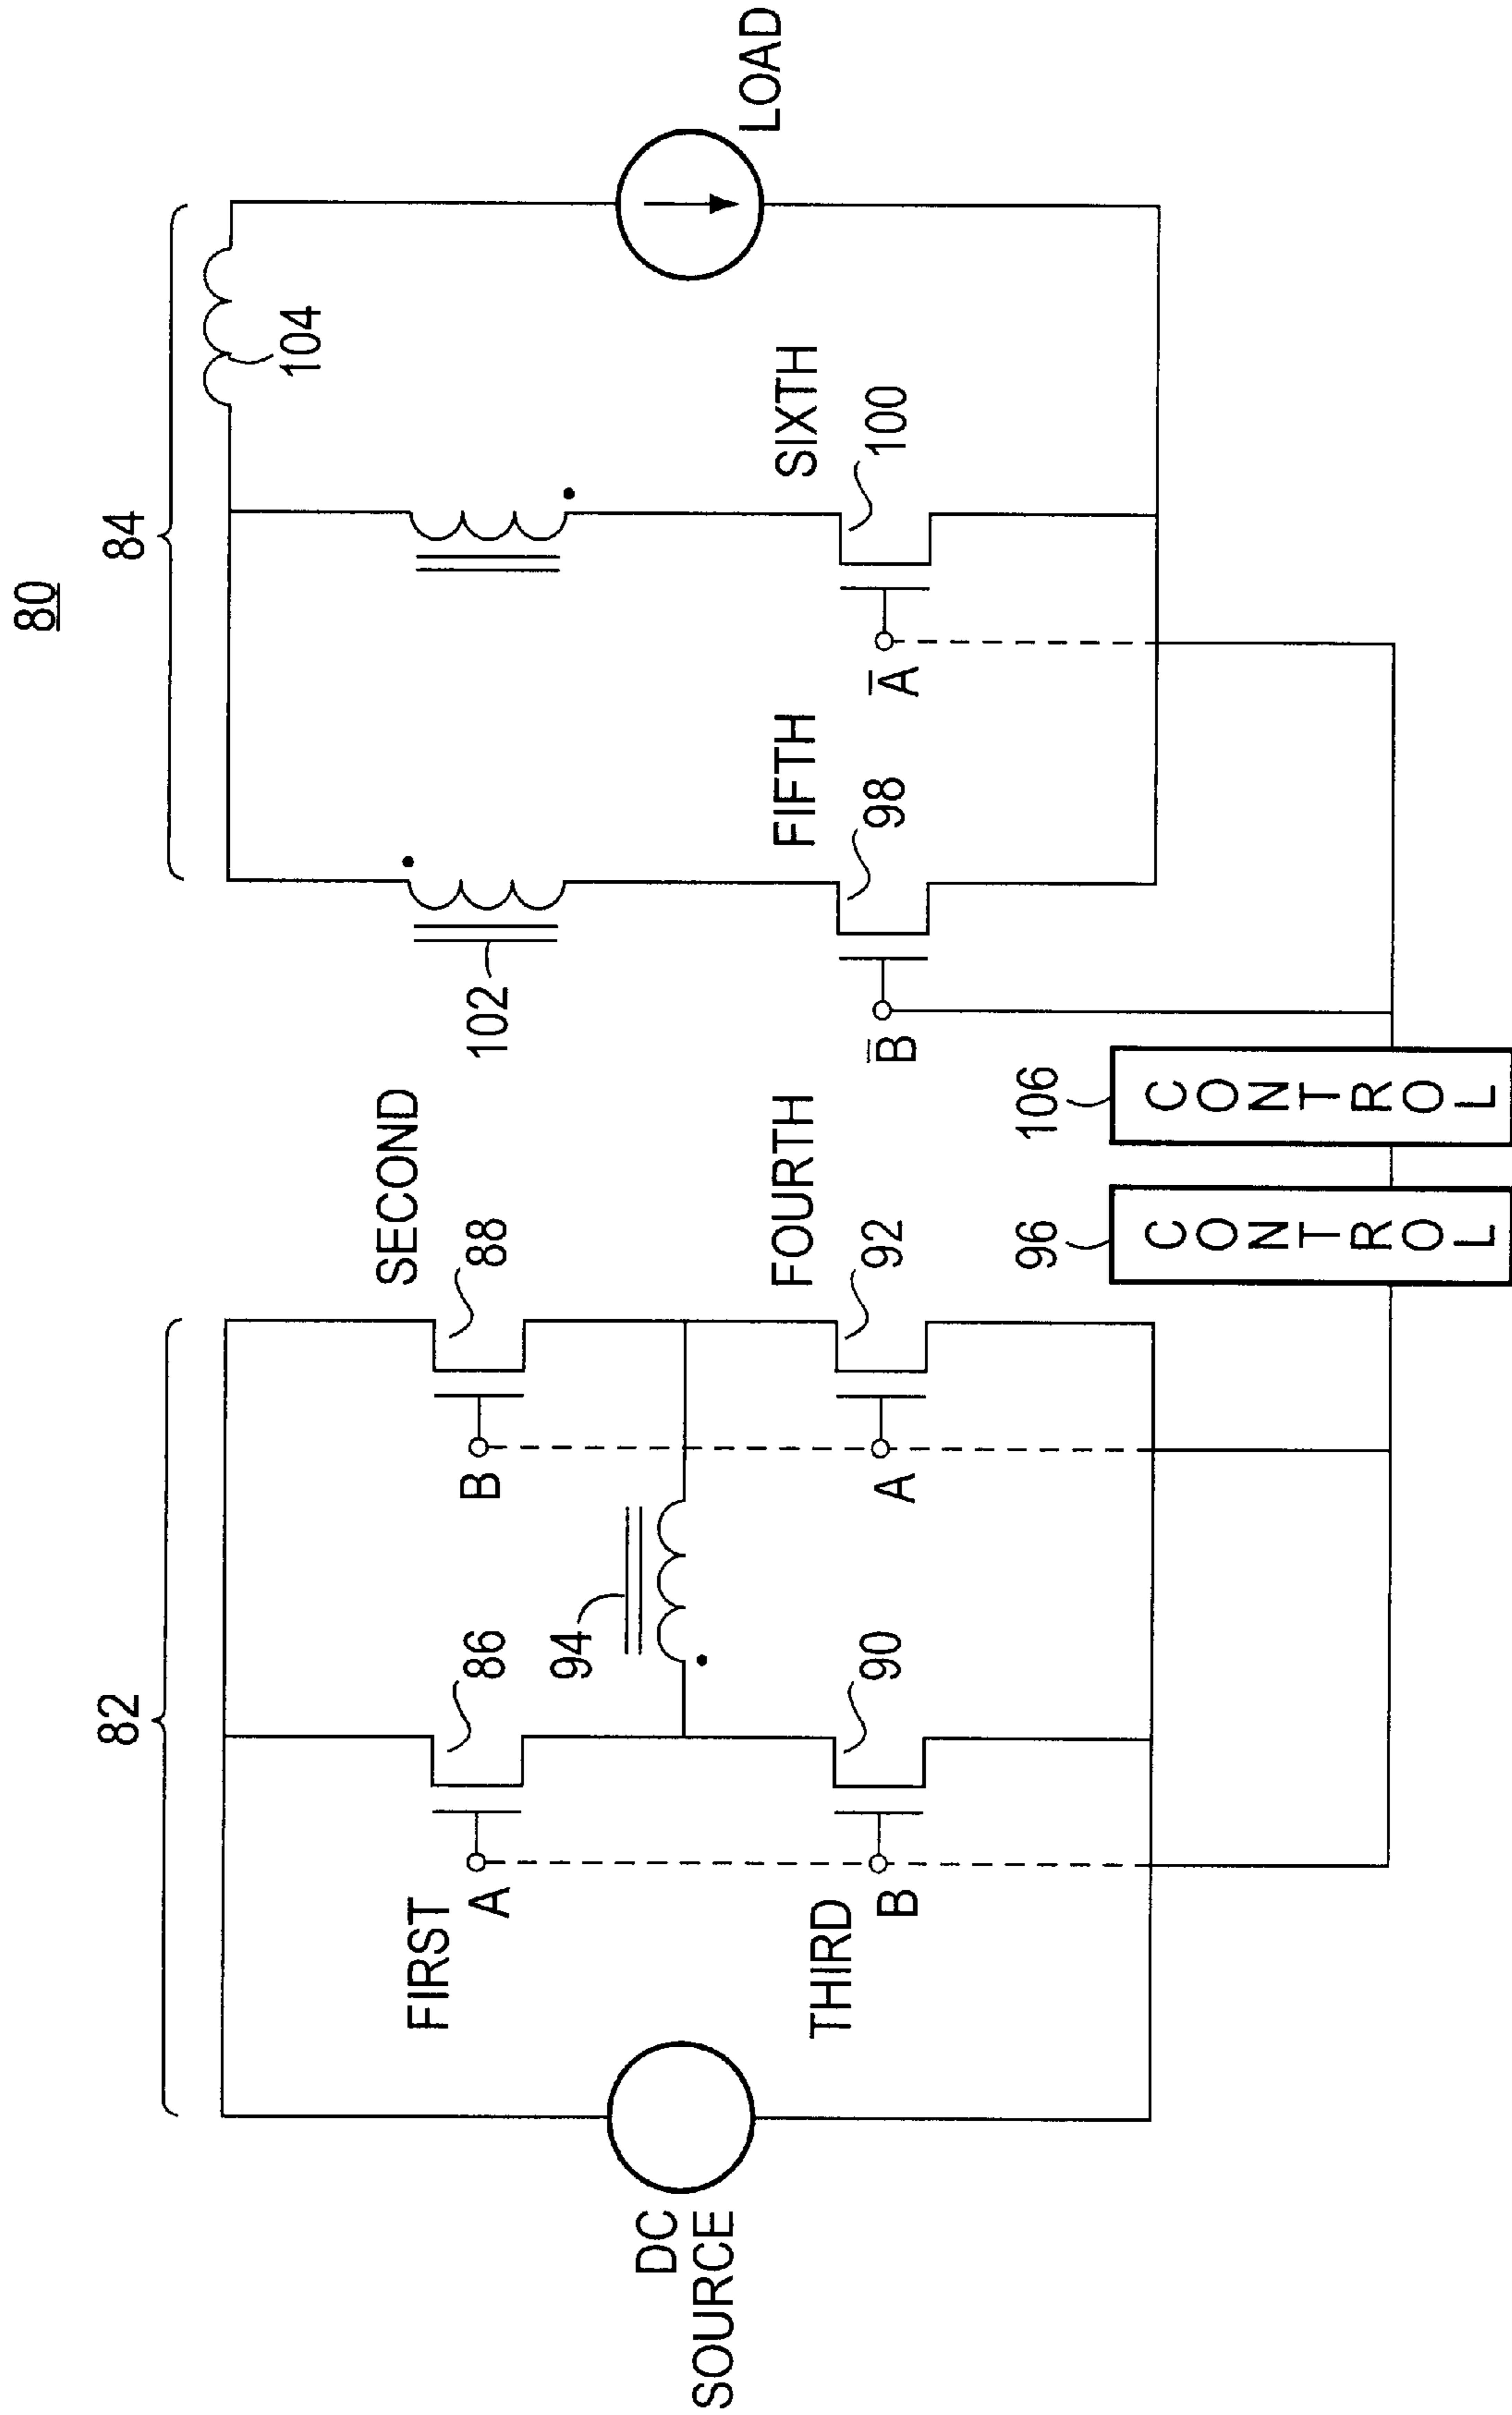 80
82
84
FIRST
86
A
SECOND
88
B
94
102
104
DC
SOURCE
LOAD
THIRD
90
B
FOURTH
92
A
FIFTH
98
B̅
SIXTH
100
A̅
96
CONTROL
106
CONTROL